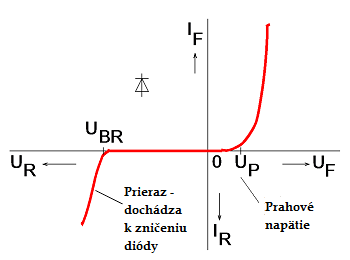 I_F
U_BR
U_R
0
U_P
U_F
Prieraz -
dochádza
k zničeniu
diódy
I_R
Prahové
napätie